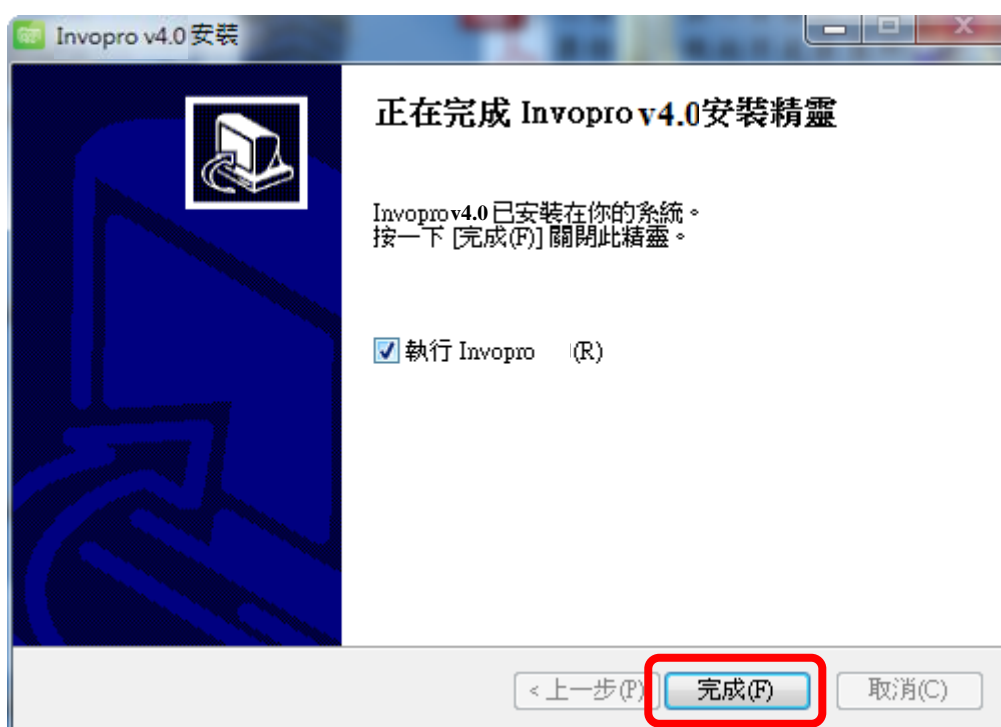 Invopro v4.0 安裝
正在完成 Invopro v4.0安裝精靈
Invopro v4.0 已安裝在你的系統。
按一下 [完成(F)] 關閉此精靈。
執行 Invopro (R)
< 上一步(P)
完成(F)
取消(C)